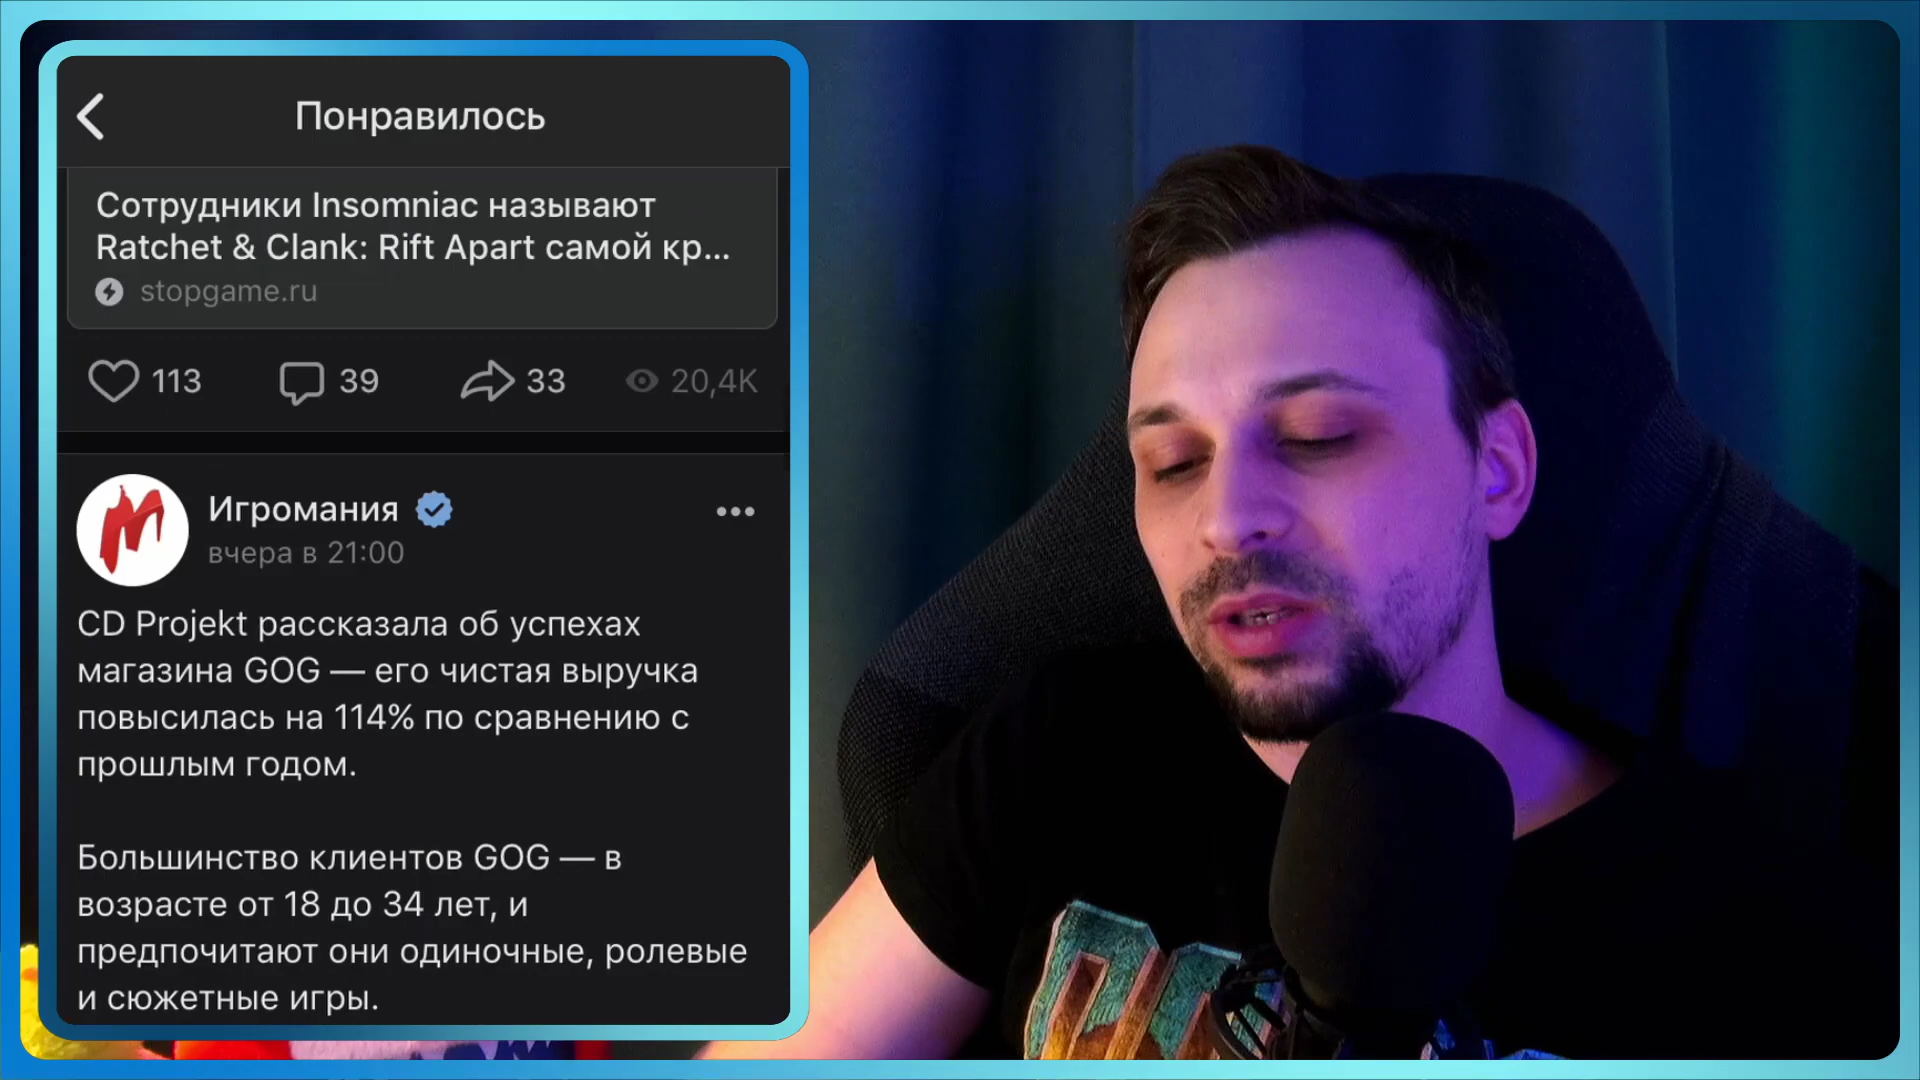 Понравилось
Сотрудники Insomniac называют
Ratchet & Clank: Rift Apart самой кр...
stopgame.ru
113 39 33 20,4K
Игромания
вчера в 21:00
CD Projekt рассказала об успехах
магазина GOG — его чистая выручка
повысилась на 114% по сравнению с
прошлым годом.
Большинство клиентов GOG — в
возрасте от 18 до 34 лет, и
предпочитают они одиночные, ролевые
и сюжетные игры.